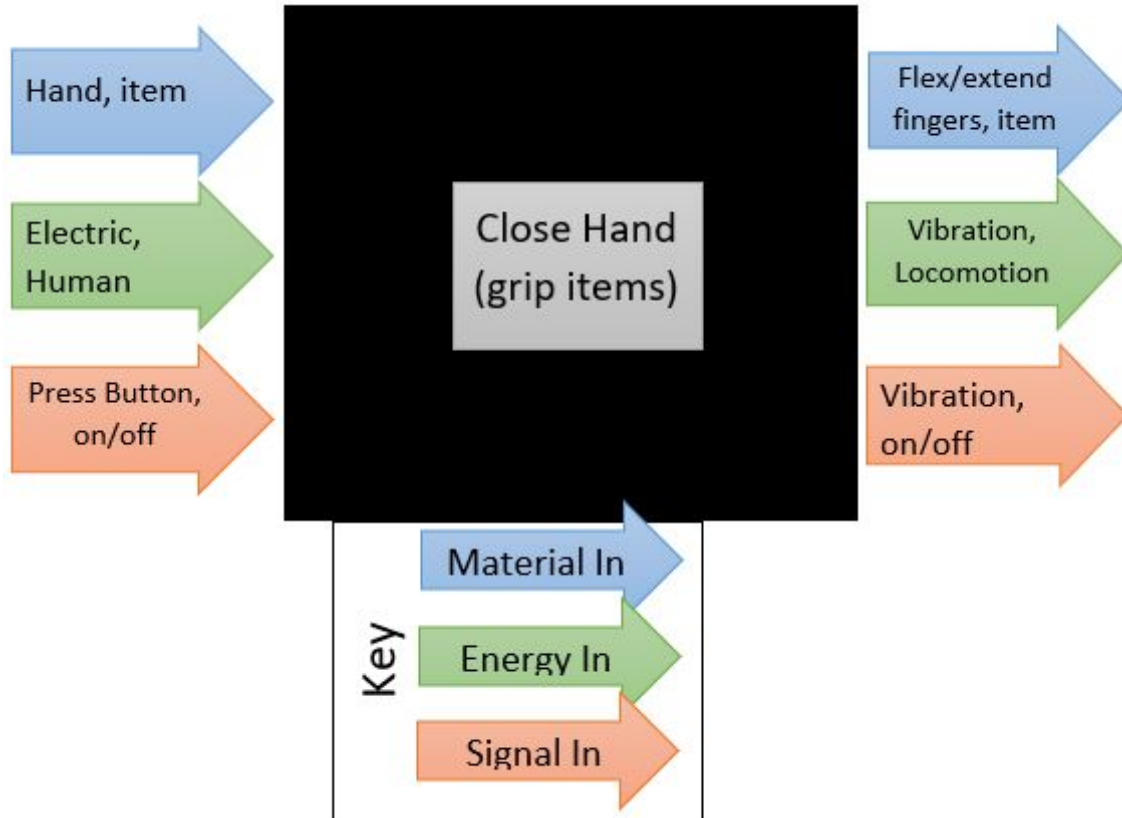 Hand, item
Electric,
Human
Press Button,
on/off
Close Hand
(grip items)
Flex/extend
fingers, item
Vibration,
Locomotion
Vibration,
on/off
Key
Material In
Energy In
Signal In